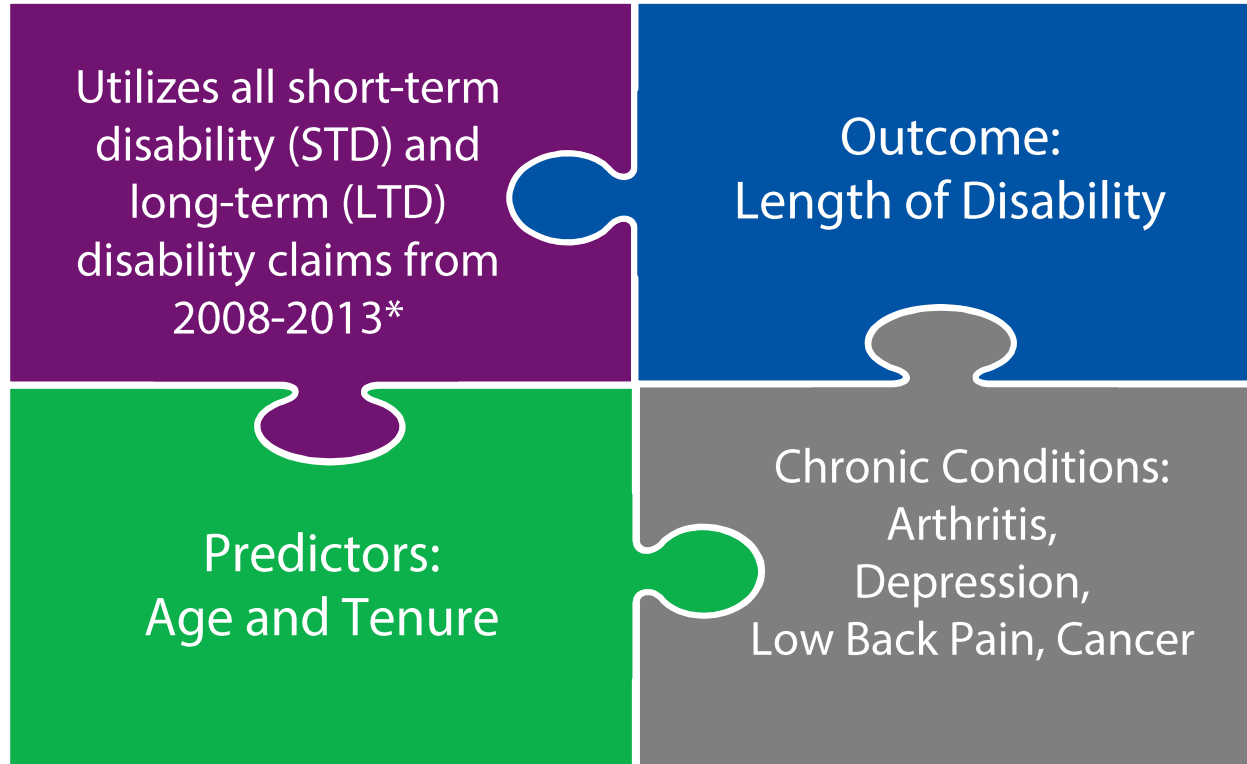 Utilizes all short-term
disability (STD) and
long-term (LTD)
disability claims from
2008-2013*
Outcome:
Length of Disability
Predictors:
Age and Tenure
Chronic Conditions:
Arthritis,
Depression,
Low Back Pain, Cancer